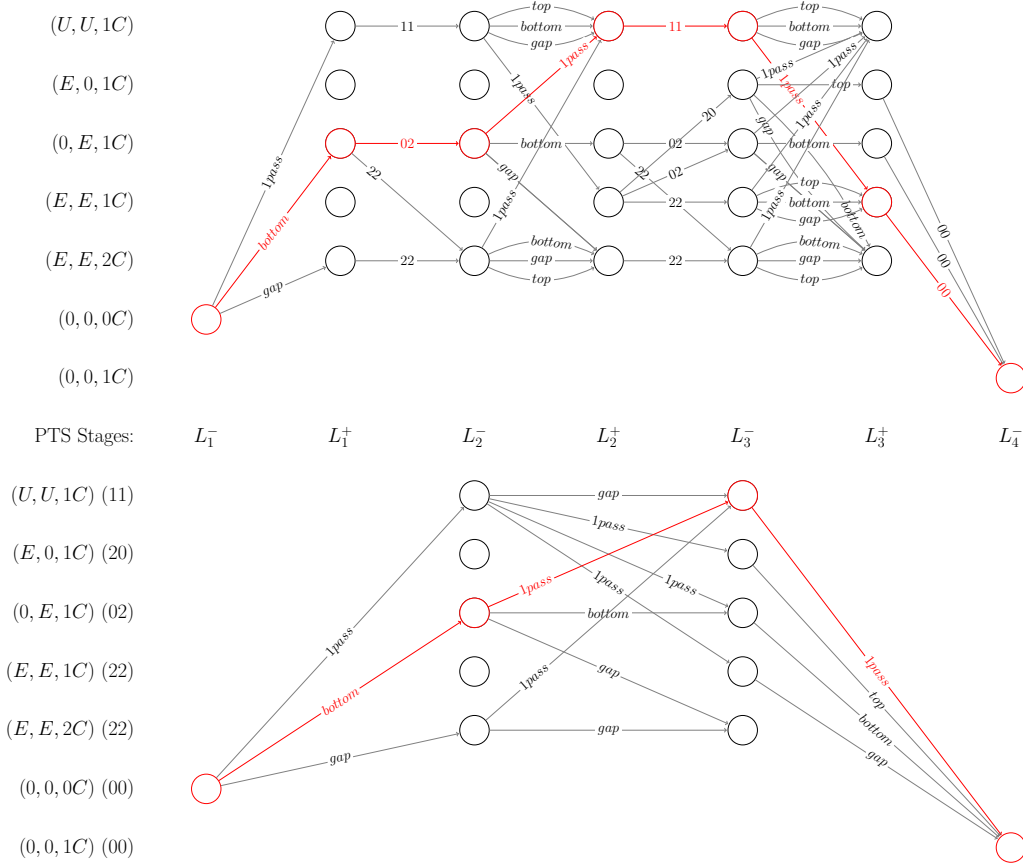 (U, U, 1C) 11 top bottom gap 1pass 11 top bottom gap
(E, 0, 1C) 1pass 20 1pass 1pass 1pass top
(0, E, 1C) 1pass bottom 02 22 bottom gap 02 22 02 gap gap 1pass bottom
(E, E, 1C) 1pass 22 1pass top bottom gap bottom
(E, E, 2C) gap 22 bottom gap top 22 bottom gap top 00 00 00
(0, 0, 0C)
(0, 0, 1C)
PTS Stages: L₁⁻ L₁⁺ L₂⁻ L₂⁺ L₃⁻ L₃⁺ L₄⁻
(U, U, 1C) (11) gap 1pass
(E, 0, 1C) (20) 1pass 1pass 1pass
(0, E, 1C) (02) 1pass bottom
(E, E, 1C) (22) bottom 1pass gap 1pass top
(E, E, 2C) (22) gap gap bottom gap
(0, 0, 0C) (00)
(0, 0, 1C) (00)